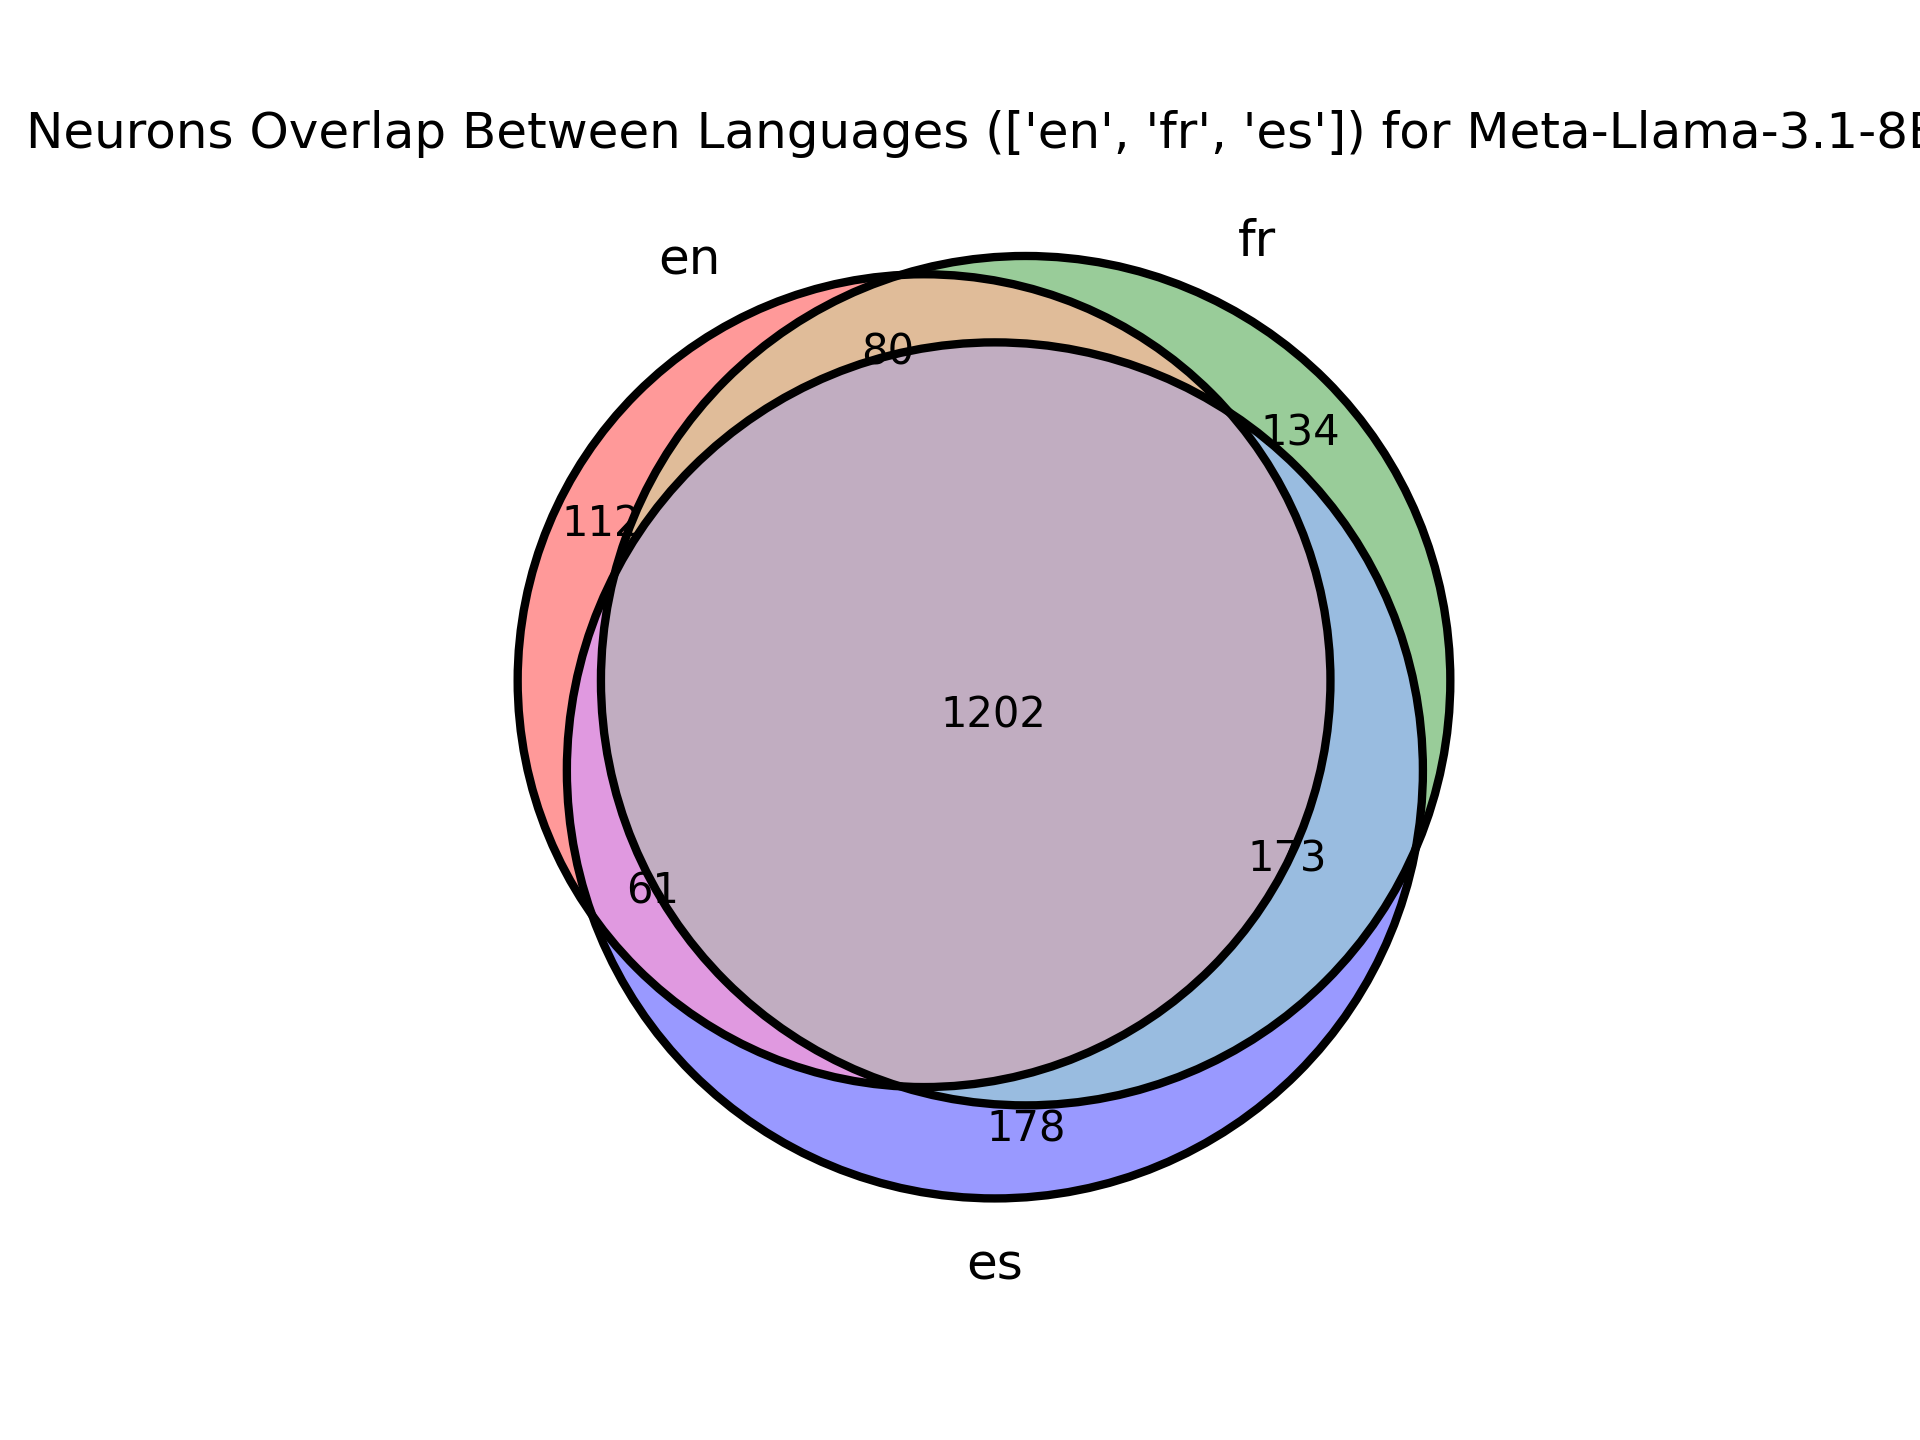 Neurons Overlap Between Languages (['en', 'fr', 'es']) for Meta-Llama-3.1-8B
fr
en
80
134
112
1202
173
61
178
es